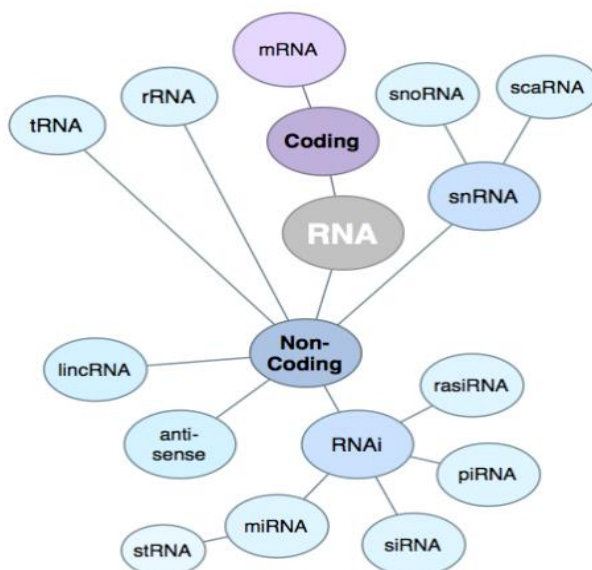 mRNA
snoRNA
scaRNA
rRNA
tRNA
Coding
snRNA
RNA
Non-
Coding
lincRNA
rasiRNA
anti-
sense
RNAi
piRNA
miRNA
siRNA
stRNA